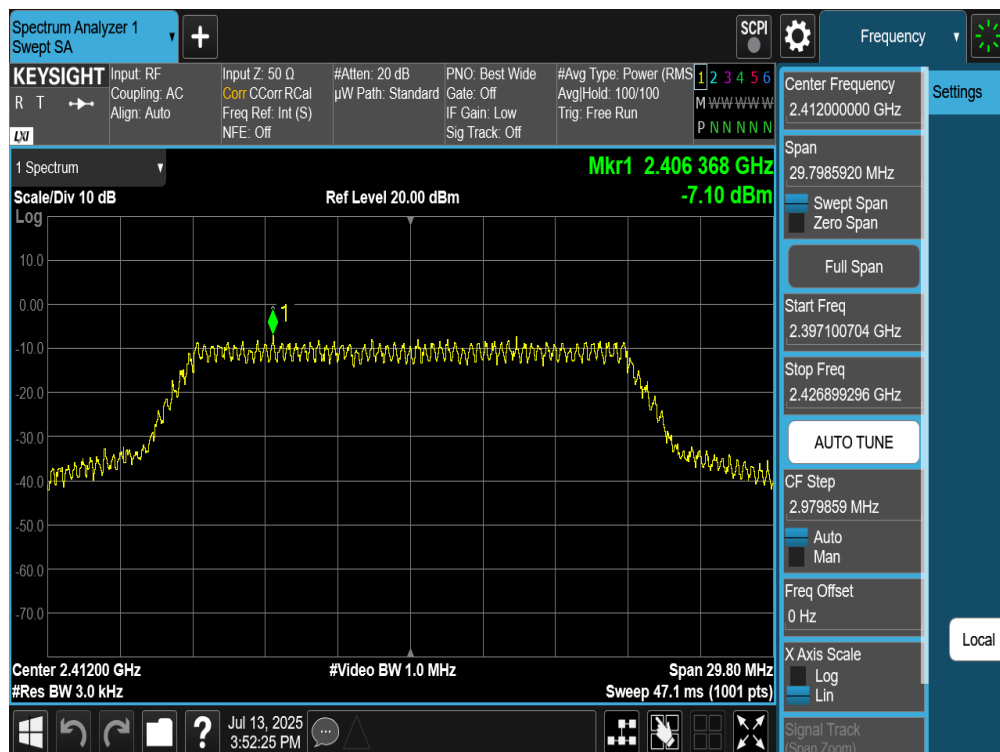 Spectrum Analyzer 1
Swept SA
+
SCPI
Frequency
KEYSIGHT
R T
LXI
Input: RF
Coupling: AC
Align: Auto
Input Z: 50 Ω
Corr CCorr RCal
Freq Ref: Int (S)
NFE: Off
#Atten: 20 dB
µW Path: Standard
PNO: Best Wide
Gate: Off
IF Gain: Low
Sig Track: Off
#Avg Type: Power (RMS
Avg|Hold: 100/100
Trig: Free Run
1 2 3 4 5 6
M W W W W W
P N N N N N
1 Spectrum
Mkr1 2.406 368 GHz
-7.10 dBm
Scale/Div 10 dB
Ref Level 20.00 dBm
Log
10.0
0.00
-10.0
-20.0
-30.0
-40.0
-50.0
-60.0
-70.0
1
Center 2.41200 GHz
#Video BW 1.0 MHz
Span 29.80 MHz
#Res BW 3.0 kHz
Sweep 47.1 ms (1001 pts)
Center Frequency
2.412000000 GHz
Settings
Span
29.7985920 MHz
Swept Span
Zero Span
Full Span
Start Freq
2.397100704 GHz
Stop Freq
2.426899296 GHz
AUTO TUNE
CF Step
2.979859 MHz
Auto
Man
Freq Offset
0 Hz
Local
X Axis Scale
Log
Lin
Signal Track
(Span Zoom)
?
Jul 13, 2025
3:52:25 PM